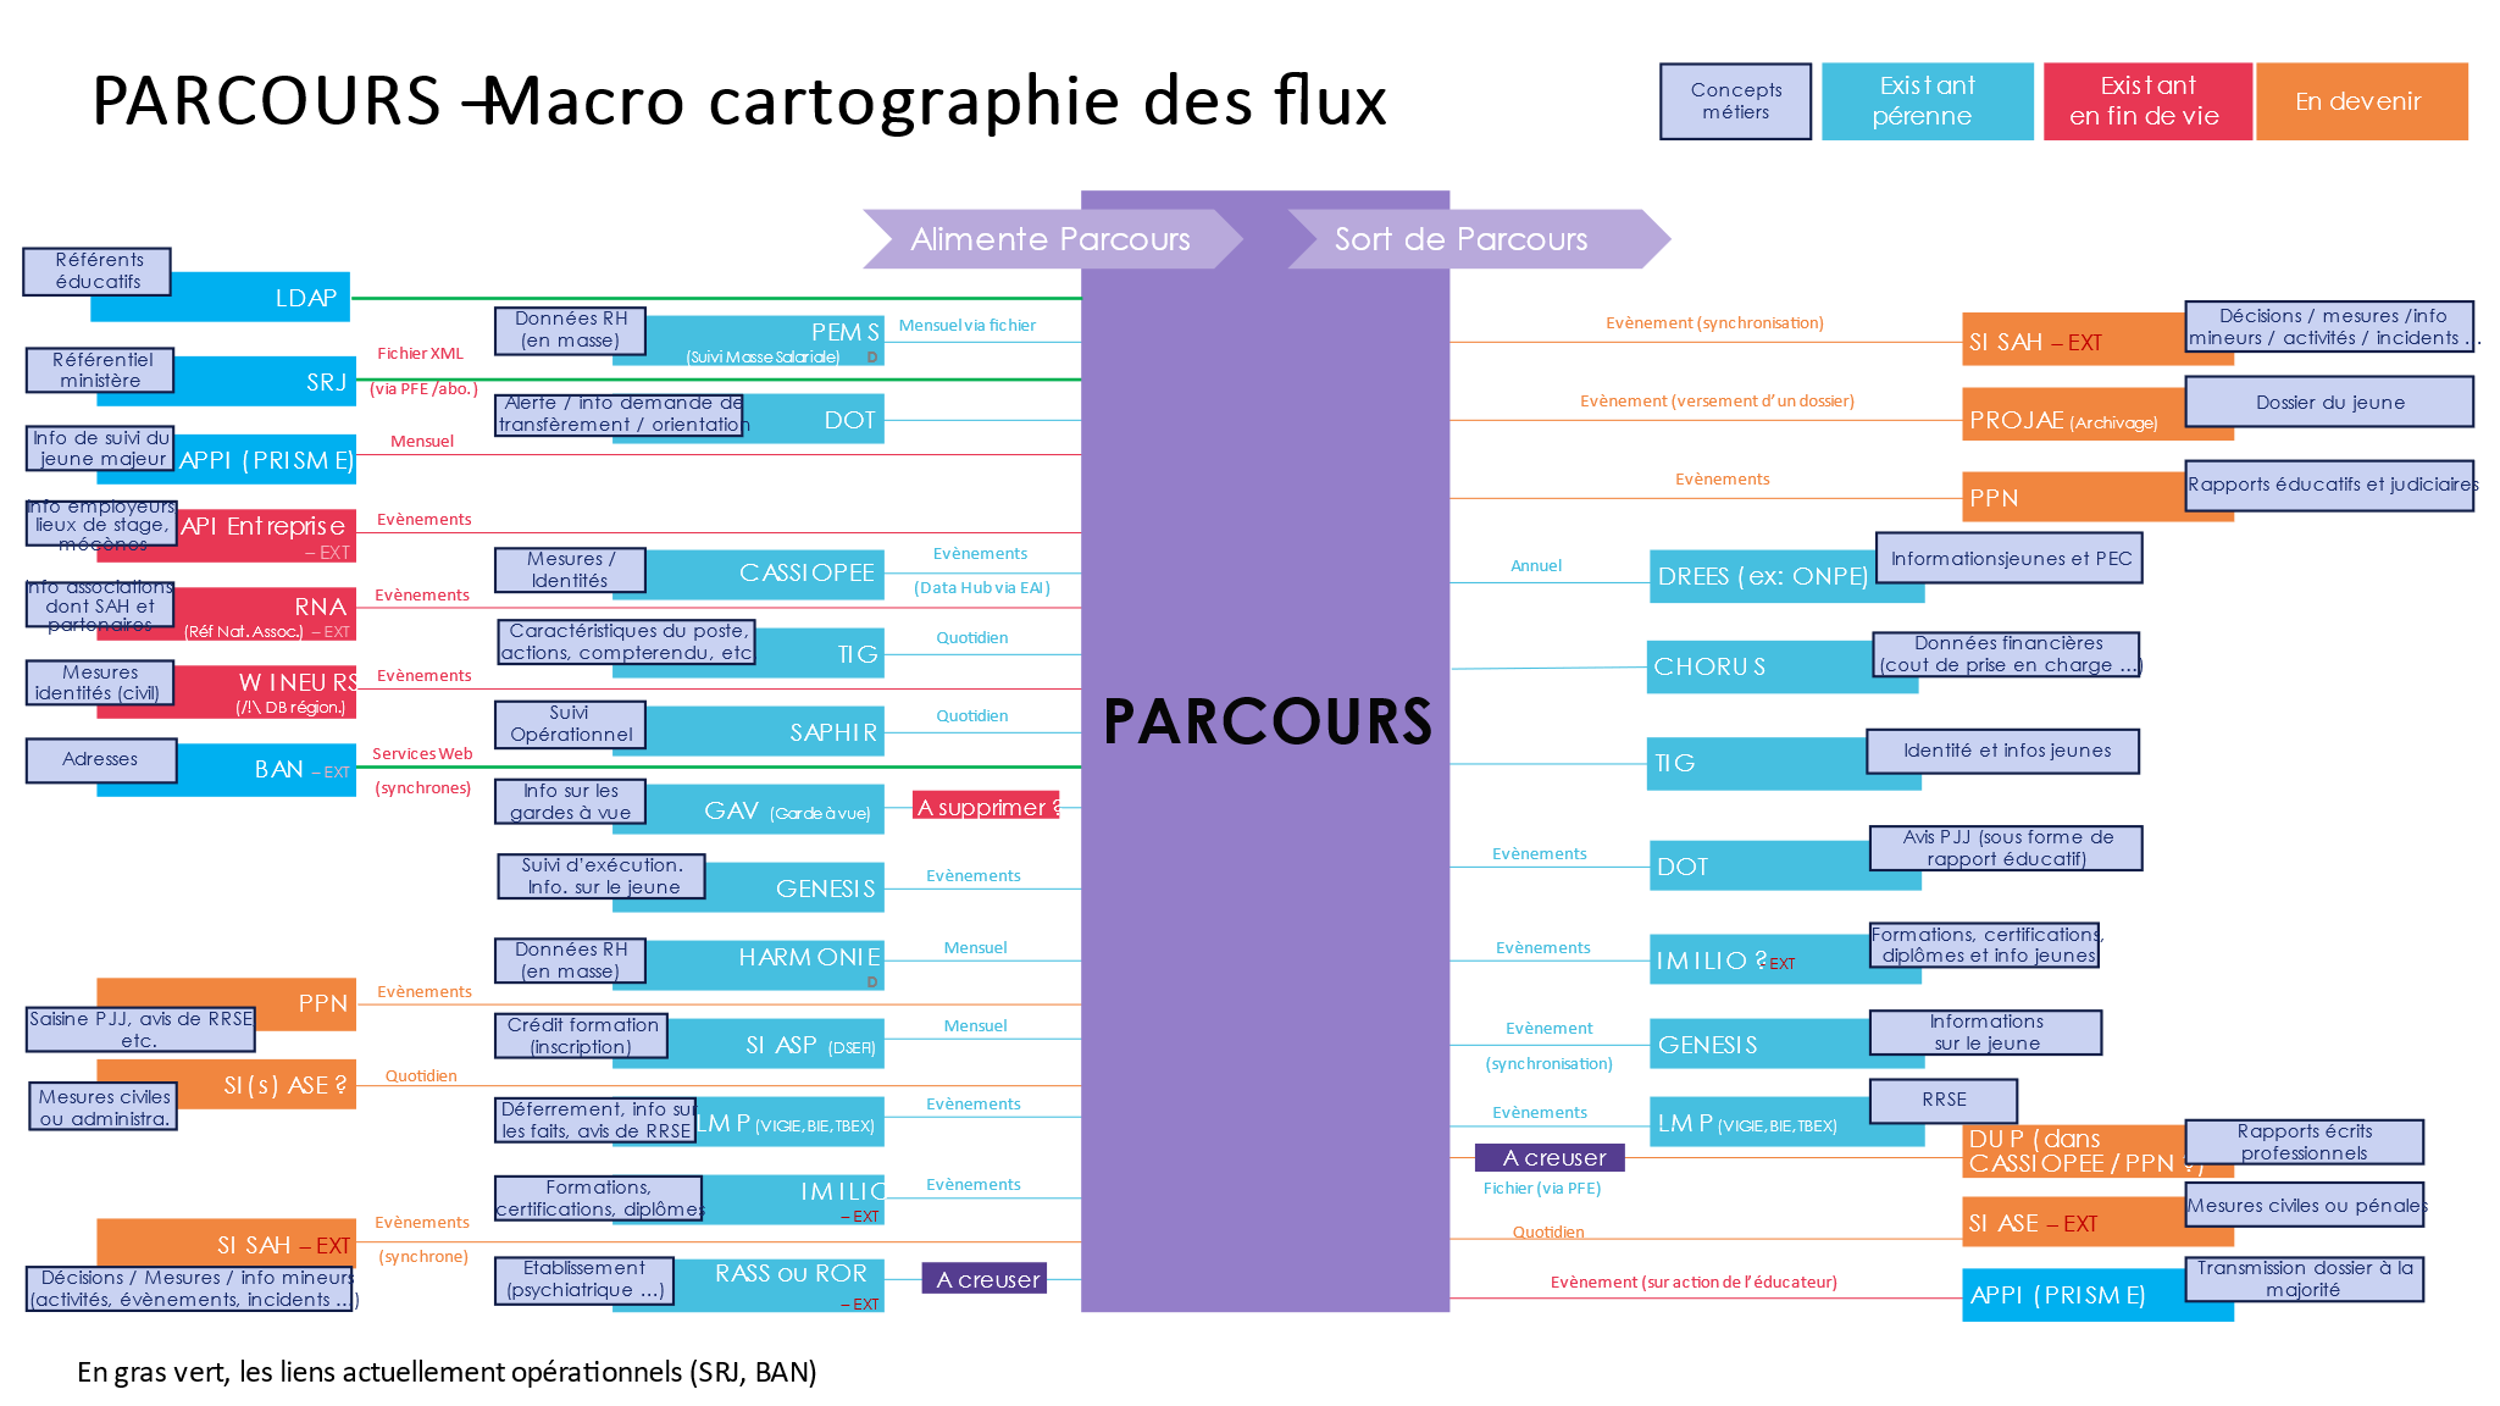 PARCOURS – Macro cartographie des flux
Concepts
métiers
Existant
pérenne
Existant
en fin de vie
En devenir
Alimente Parcours
Sort de Parcours
PARCOURS
Référents
éducatifs
LDAP
Référentiel
ministère
SRJ
Fichier XML
(via PFE /abo.)
Info de suivi du
jeune majeur
APPI (PRISME)
Mensuel
Info employeurs,
lieux de stage,
mécènes
API Entreprise
– EXT
Evènements
Info associations
dont SAH et
partenaires
RNA
(Réf Nat. Assoc.) – EXT
Evènements
Mesures
identités (civil)
WINEURS
(/!\ DB région.)
Evènements
Adresses
BAN – EXT
Services Web
(synchrones)
PPN
Evènements
Saisine PJJ, avis de RRSE
etc.
SI(s) ASE ?
Quotidien
Mesures civiles
ou administra.
SI SAH – EXT
Evènements
(synchrone)
Décisions / Mesures / info mineurs
(activités, évènements, incidents ...)
Données RH
(en masse)
PEMS
(Suivi Masse Salariale) D
Mensuel via fichier
Alerte / info demande de
transfèrement / orientation
DOT
Mesures /
Identités
CASSIOPEE
Evènements
(Data Hub via EAI)
Caractéristiques du poste,
actions, compterendu, etc
TIG
Quotidien
Suivi
Opérationnel
SAPHIR
Quotidien
Info sur les
gardes à vue
GAV (Garde à vue)
A supprimer ?
Suivi d'exécution.
Info. sur le jeune
GENESIS
Evènements
Données RH
(en masse)
HARMONIE
D
Mensuel
Crédit formation
(inscription)
SI ASP (DSEFI)
Mensuel
Déferrement, info sur
les faits, avis de RRSE
LMP (VIGIE, BIE, TBEX)
Evènements
Formations,
certifications, diplômes
IMILIO
– EXT
Evènements
Etablissement
(psychiatrique ...)
RASS ou ROR
– EXT
A creuser
Evènement (synchronisation)
SI SAH – EXT
Décisions / mesures /info
mineurs / activités / incidents ...
Evènement (versement d'un dossier)
PROJAE (Archivage)
Dossier du jeune
Evènements
PPN
Rapports éducatifs et judiciaires
Annuel
DREES (ex: ONPE)
Informationsjeunes et PEC
CHORUS
Données financières
(cout de prise en charge ...)
TIG
Identité et infos jeunes
Evènements
DOT
Avis PJJ (sous forme de
rapport éducatif)
Evènements
IMILIO ? - EXT
Formations, certifications,
diplômes et info jeunes
Evènement
(synchronisation)
GENESIS
Informations
sur le jeune
Evènements
LMP (VIGIE, BIE, TBEX)
RRSE
A creuser
Fichier (via PFE)
DUP (dans
CASSIOPEE / PPN ?)
Rapports écrits
professionnels
Quotidien
SI ASE – EXT
Mesures civiles ou pénales
Evènement (sur action de l'éducateur)
APPI (PRISME)
Transmission dossier à la
majorité
En gras vert, les liens actuellement opérationnels (SRJ, BAN)